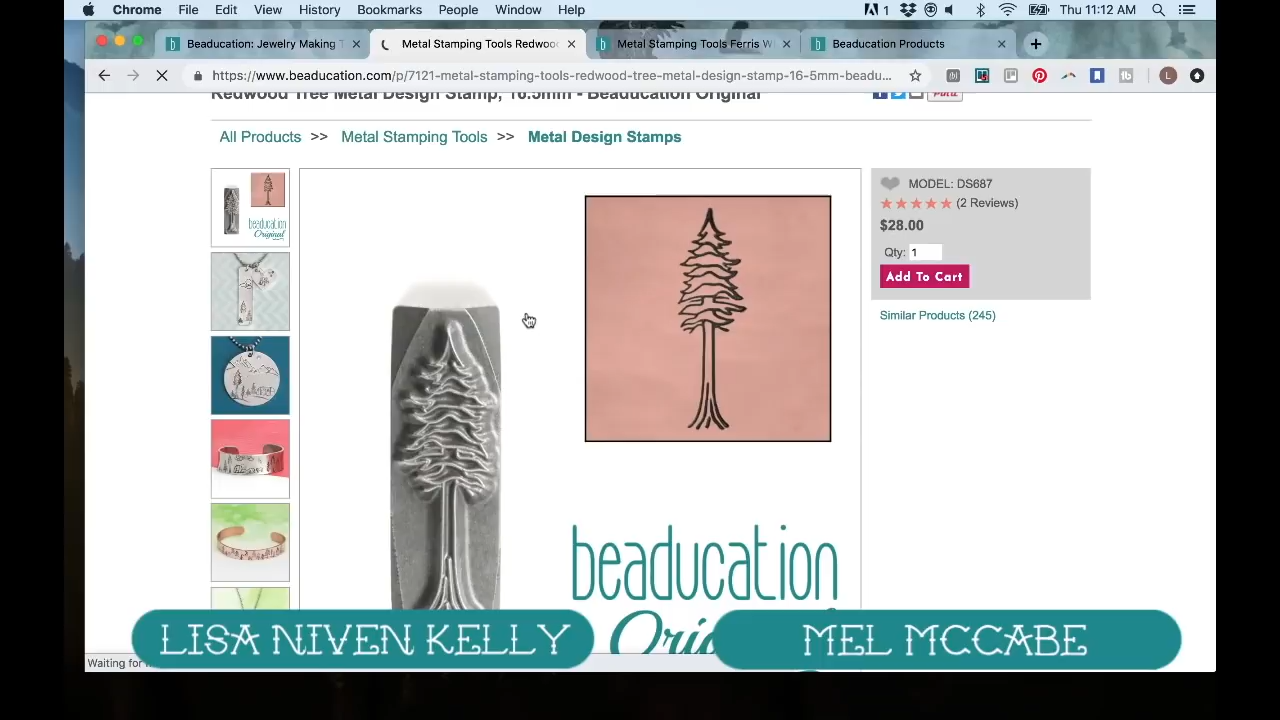 Chrome File Edit View History Bookmarks People Window Help 1 Thu 11:12 AM
Beaducation: Jewelry Making T
Metal Stamping Tools Redwoo
Metal Stamping Tools Ferris W
Beaducation Products
https://www.beaducation.com/p/7121-metal-stamping-tools-redwood-tree-metal-design-stamp-16-5mm-beadu... L
Redwood Tree Metal Design Stamp, 16.5mm - Beaducation Original
All Products >> Metal Stamping Tools >> Metal Design Stamps
beaducation
Original
MODEL: DS687
(2 Reviews)
$28.00
Qty: 1
Add To Cart
Similar Products (245)
beaducation
LISA NIVEN KELLY
MEL MCCABE
Waiting for